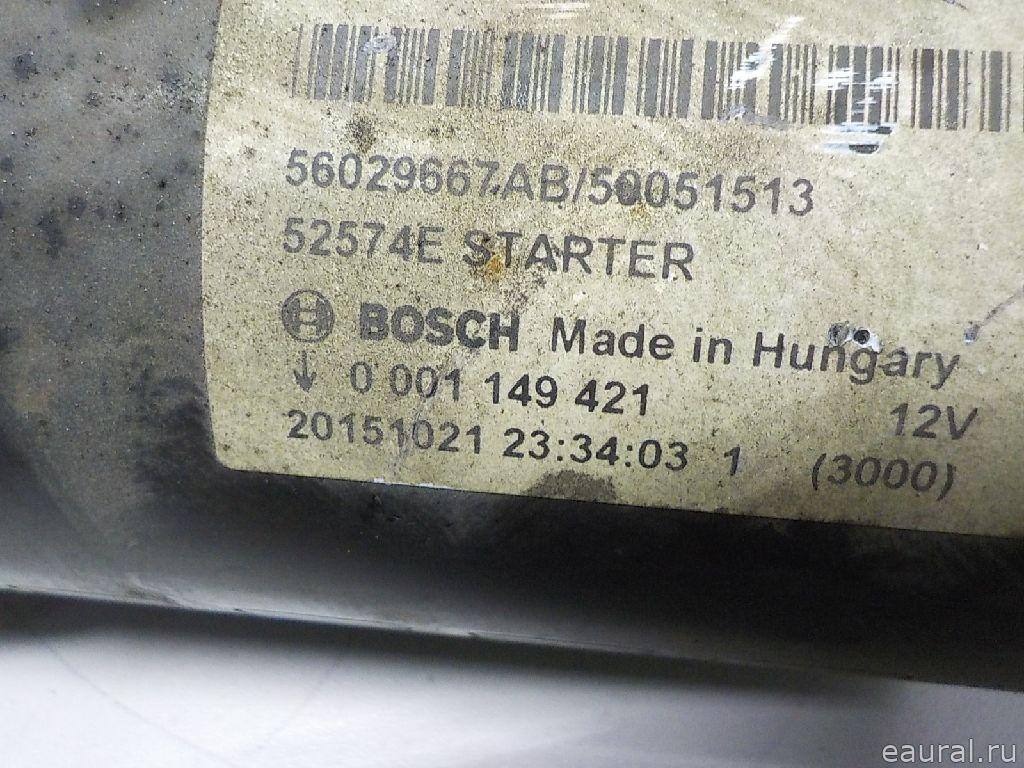 56029667AB/50051513
52574E STARTER
BOSCH Made in Hungary
↓ 0 001 149 421 12V
20151021 23:34:03 1 (3000)
eaural.ru